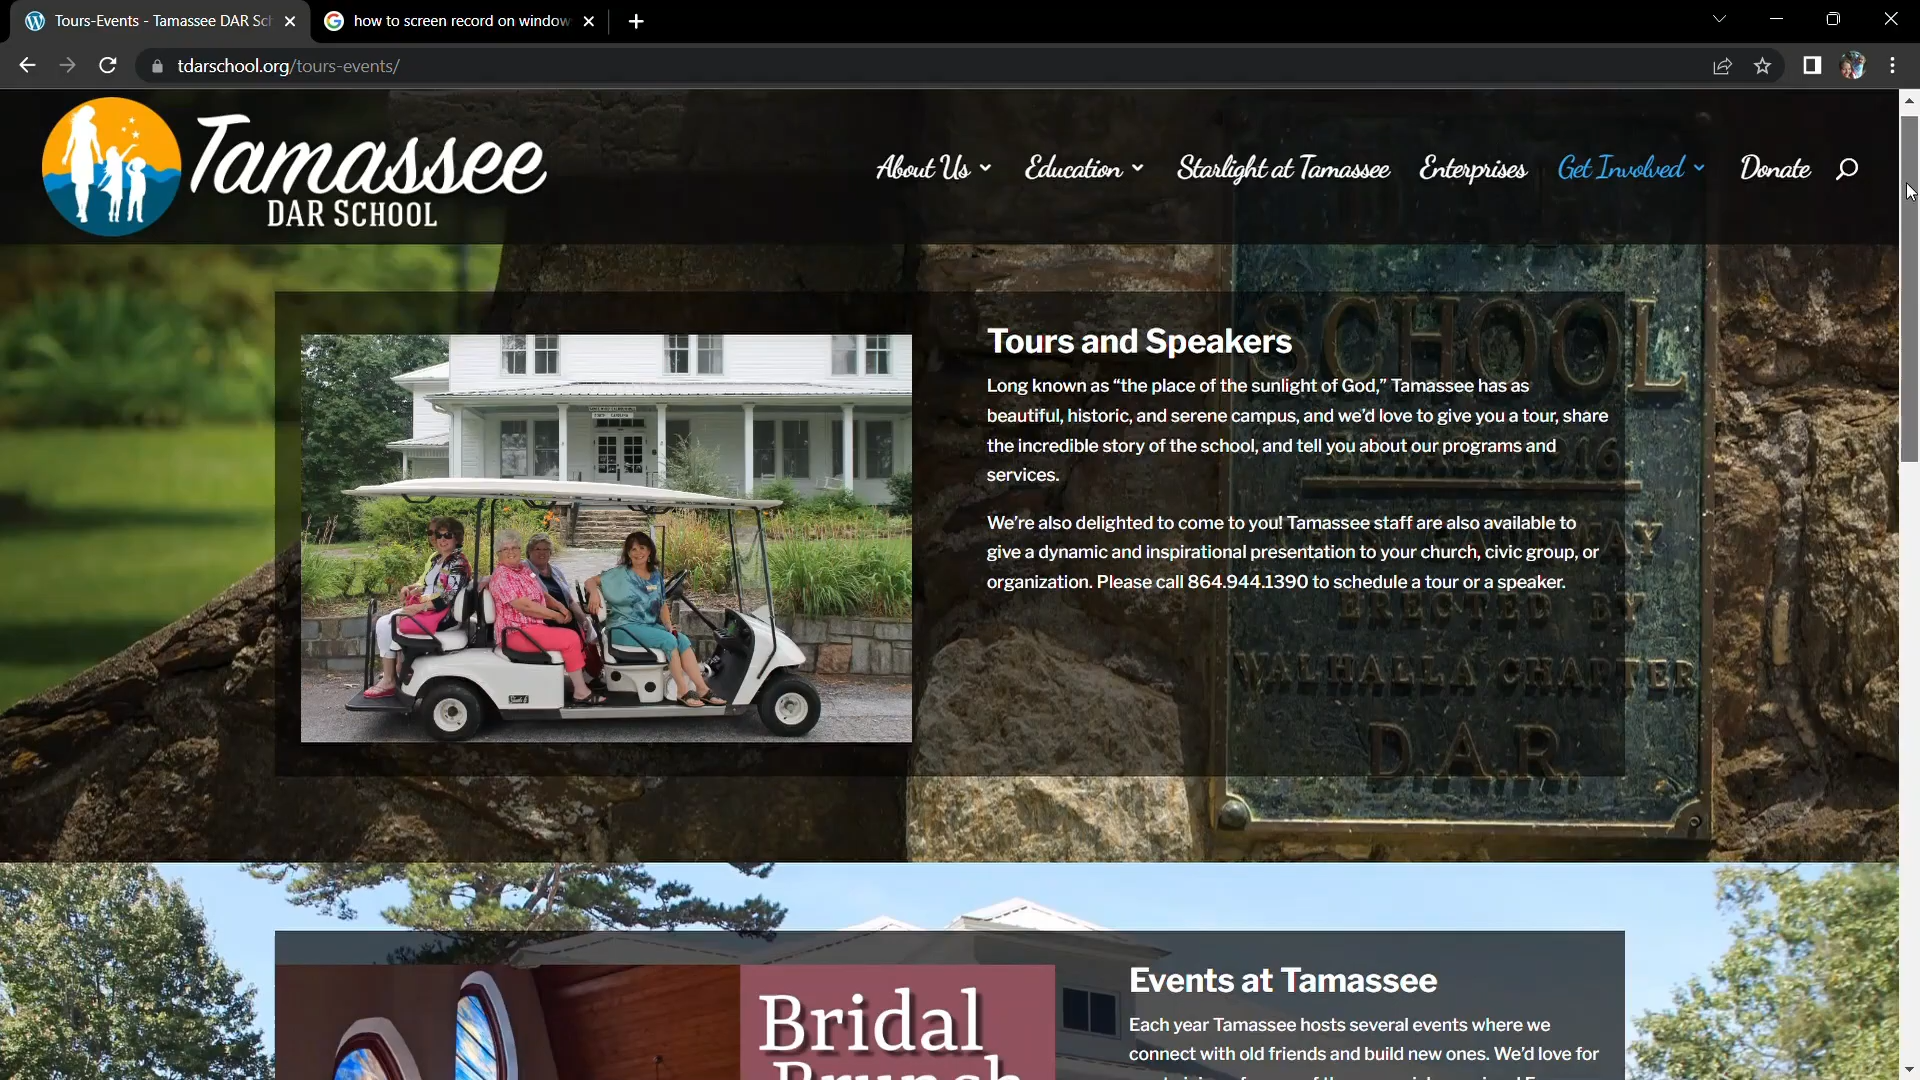 Tours-Events - Tamassee DAR Sch
how to screen record on window
tdarschool.org/tours-events/
Tamassee
DAR SCHOOL
About Us
Education
Starlight at Tamassee
Enterprises
Get Involved
Donate
Tours and Speakers
Long known as “the place of the sunlight of God,” Tamassee has as
beautiful, historic, and serene campus, and we’d love to give you a tour, share
the incredible story of the school, and tell you about our programs and
services.
We’re also delighted to come to you! Tamassee staff are also available to
give a dynamic and inspirational presentation to your church, civic group, or
organization. Please call 864.944.1390 to schedule a tour or a speaker.
SCHOOL
ERECTED BY
WALHALLA CHAPTER
D.A.R.
Bridal
Brunch
Events at Tamassee
Each year Tamassee hosts several events where we
connect with old friends and build new ones. We’d love for